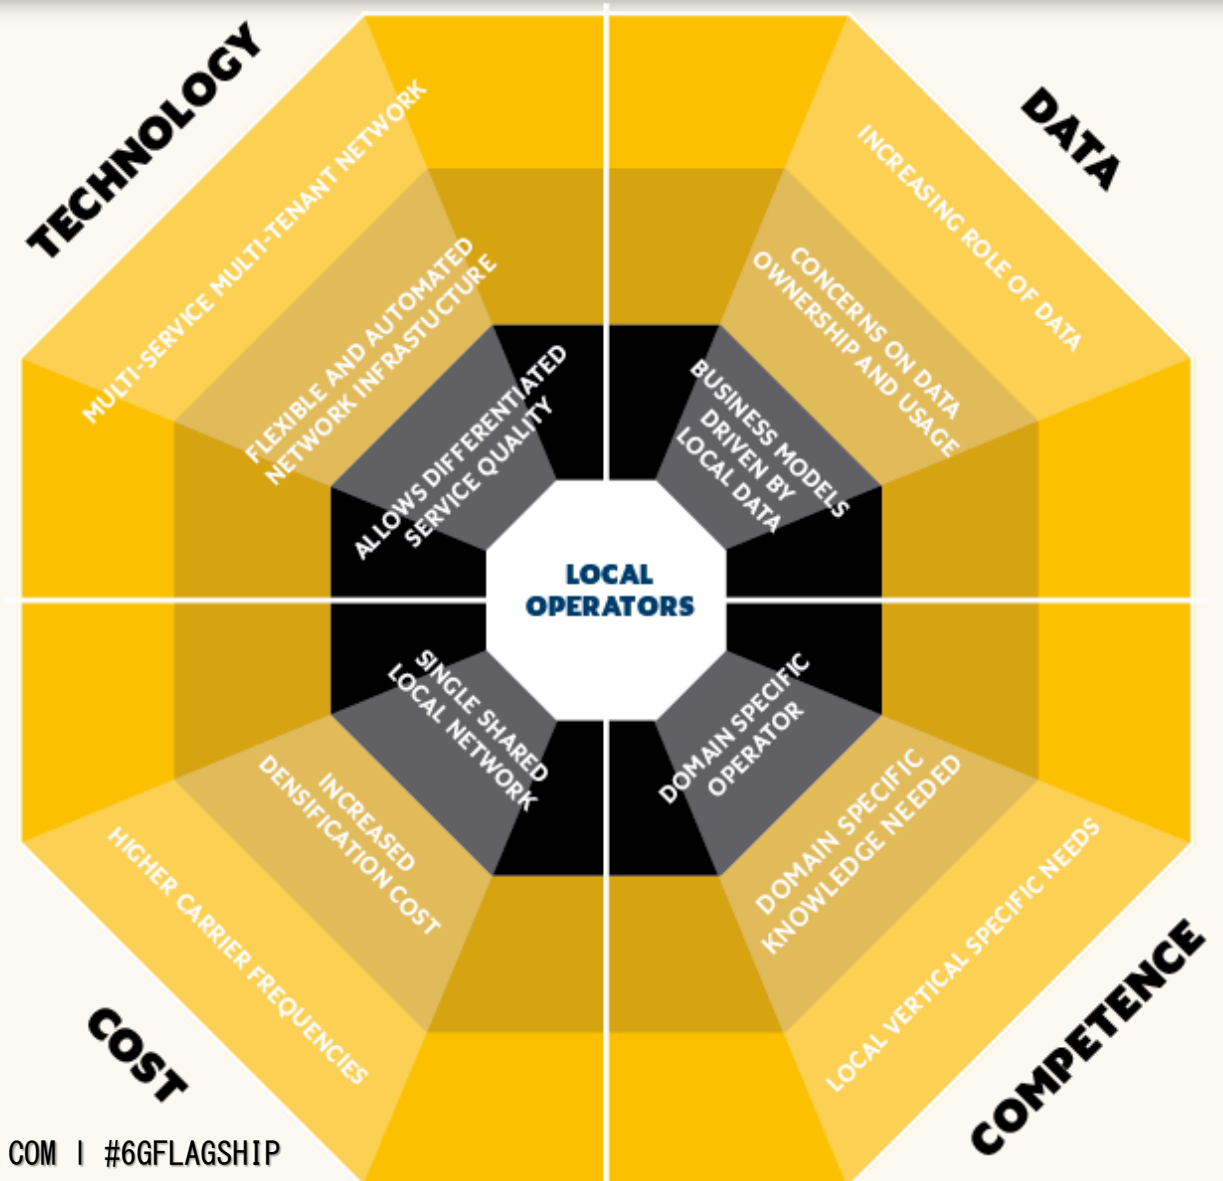 TECHNOLOGY
MULTI-SERVICE MULTI-TENANT NETWORK
FLEXIBLE AND AUTOMATED
NETWORK INFRASTUCTURE
ALLOWS DIFFERENTIATED
SERVICE QUALITY
DATA
INCREASING ROLE OF DATA
CONCERNS ON DATA
OWNERSHIP AND USAGE
BUSINESS MODELS
DRIVEN BY
LOCAL DATA
LOCAL
OPERATORS
SINGLE SHARED
LOCAL NETWORK
INCREASED
DENSIFICATION COST
HIGHER CARRIER FREQUENCIES
COST
DOMAIN SPECIFIC
OPERATOR
DOMAIN SPECIFIC
KNOWLEDGE NEEDED
LOCAL VERTICAL SPECIFIC NEEDS
COMPETENCE
COM | #6GFLAGSHIP